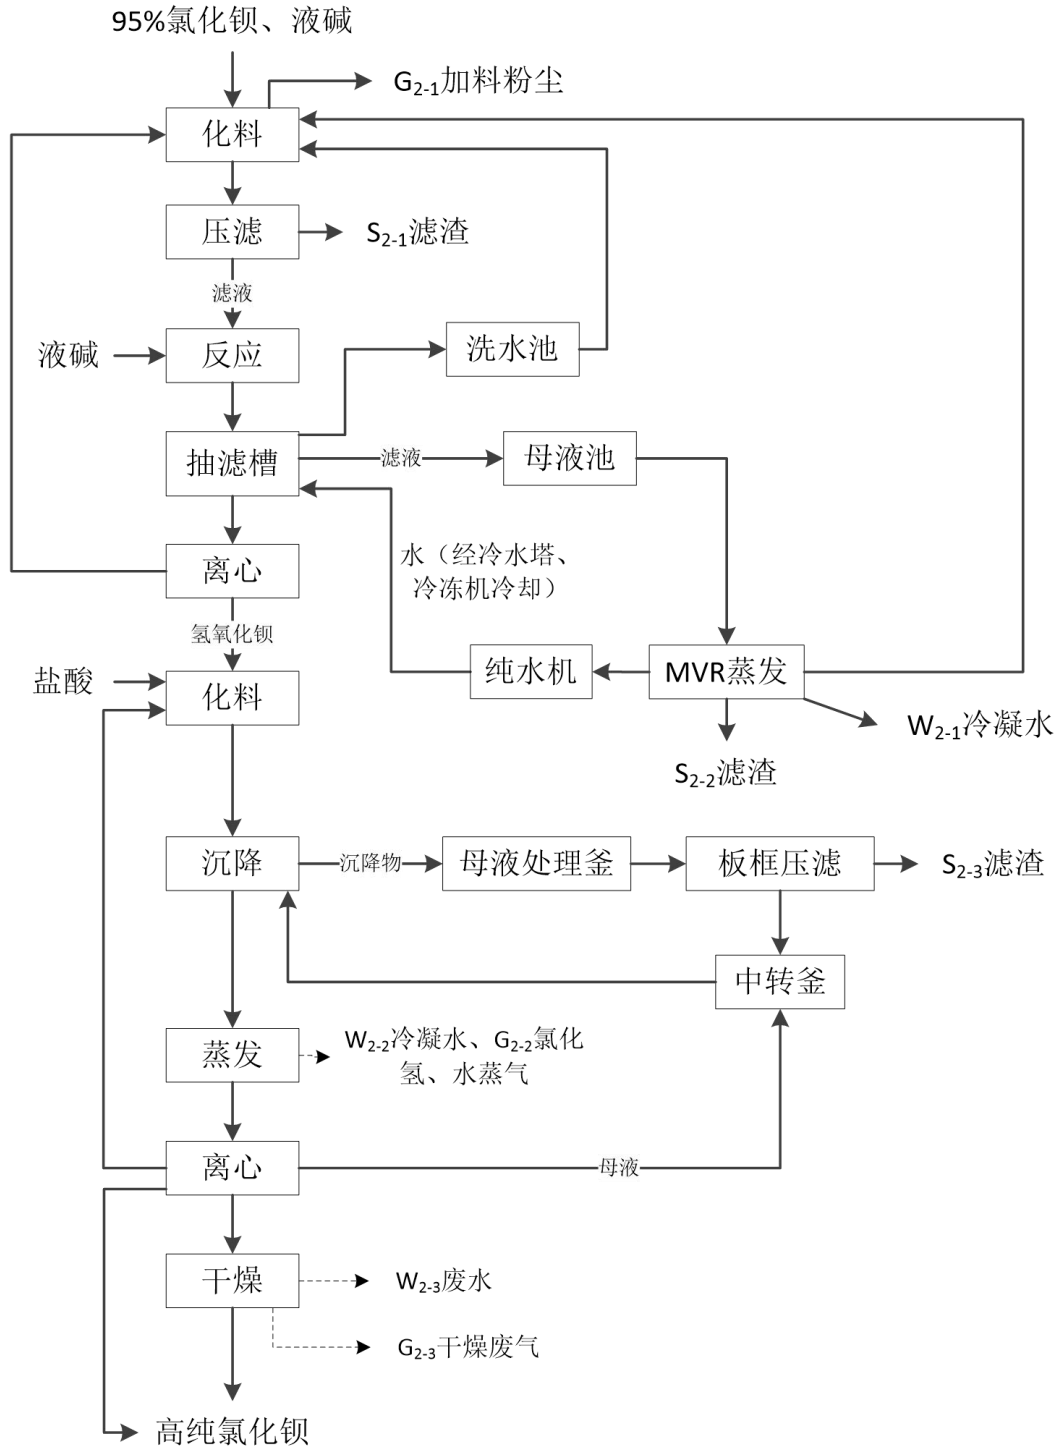 95%氯化钡、液碱
G2-1加料粉尘
化料
压滤
S2-1滤渣
滤液
液碱
反应
洗水池
抽滤槽
滤液
母液池
离心
水（经冷水塔、
冷冻机冷却）
氢氧化钡
盐酸
化料
纯水机
MVR蒸发
W2-1冷凝水
S2-2滤渣
沉降
沉降物
母液处理釜
板框压滤
S2-3滤渣
中转釜
蒸发
W2-2冷凝水、G2-2氯化
氢、水蒸气
离心
母液
干燥
W2-3废水
G2-3干燥废气
高纯氯化钡